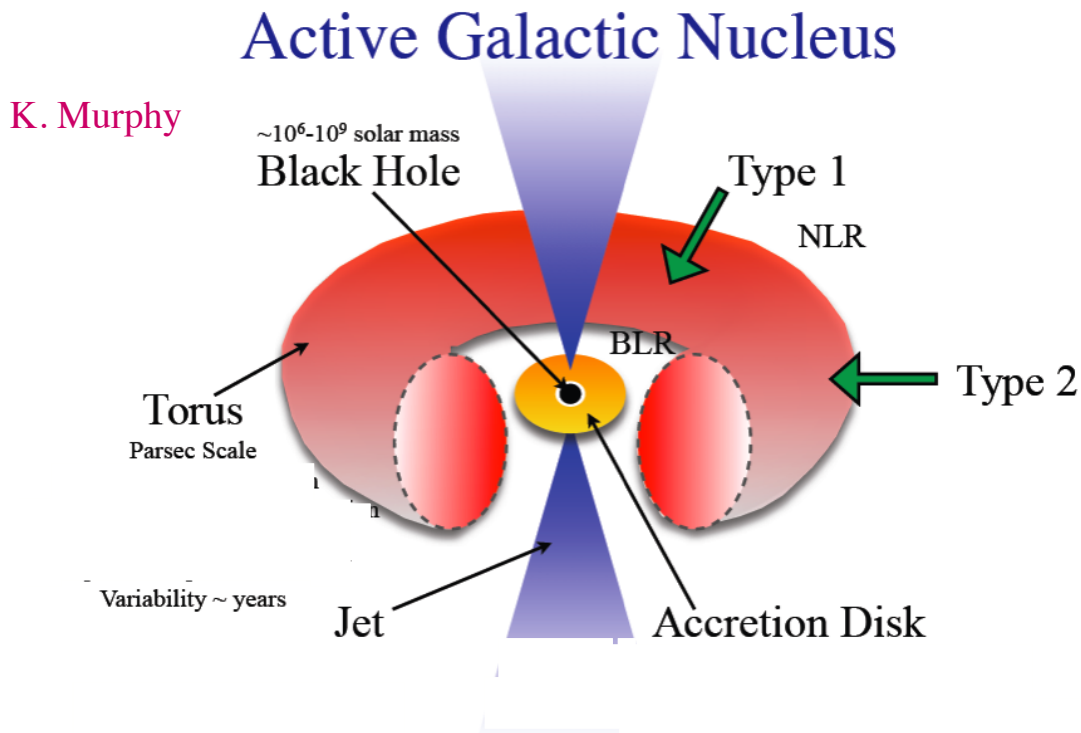 Active Galactic Nucleus
K. Murphy
~10⁶-10⁹ solar mass
Black Hole
Type 1
NLR
BLR
Type 2
Torus
Parsec Scale
Variability ~ years
Jet
Accretion Disk